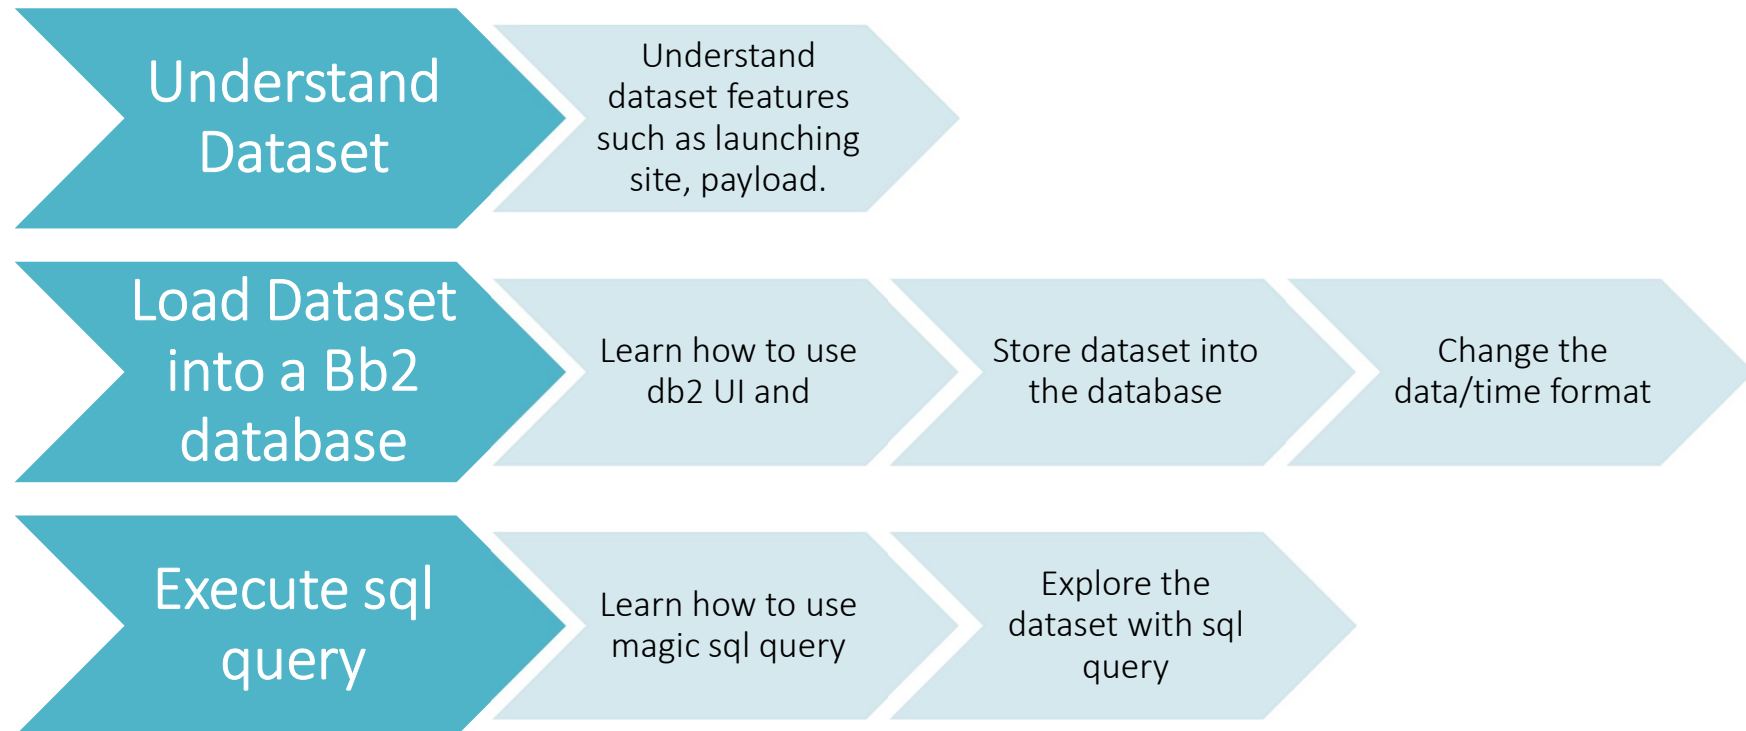 Understand
Dataset
Understand
dataset features
such as launching
site, payload.
Load Dataset
into a Bb2
database
Learn how to use
db2 UI and
Store dataset into
the database
Change the
data/time format
Execute sql
query
Learn how to use
magic sql query
Explore the
dataset with sql
query